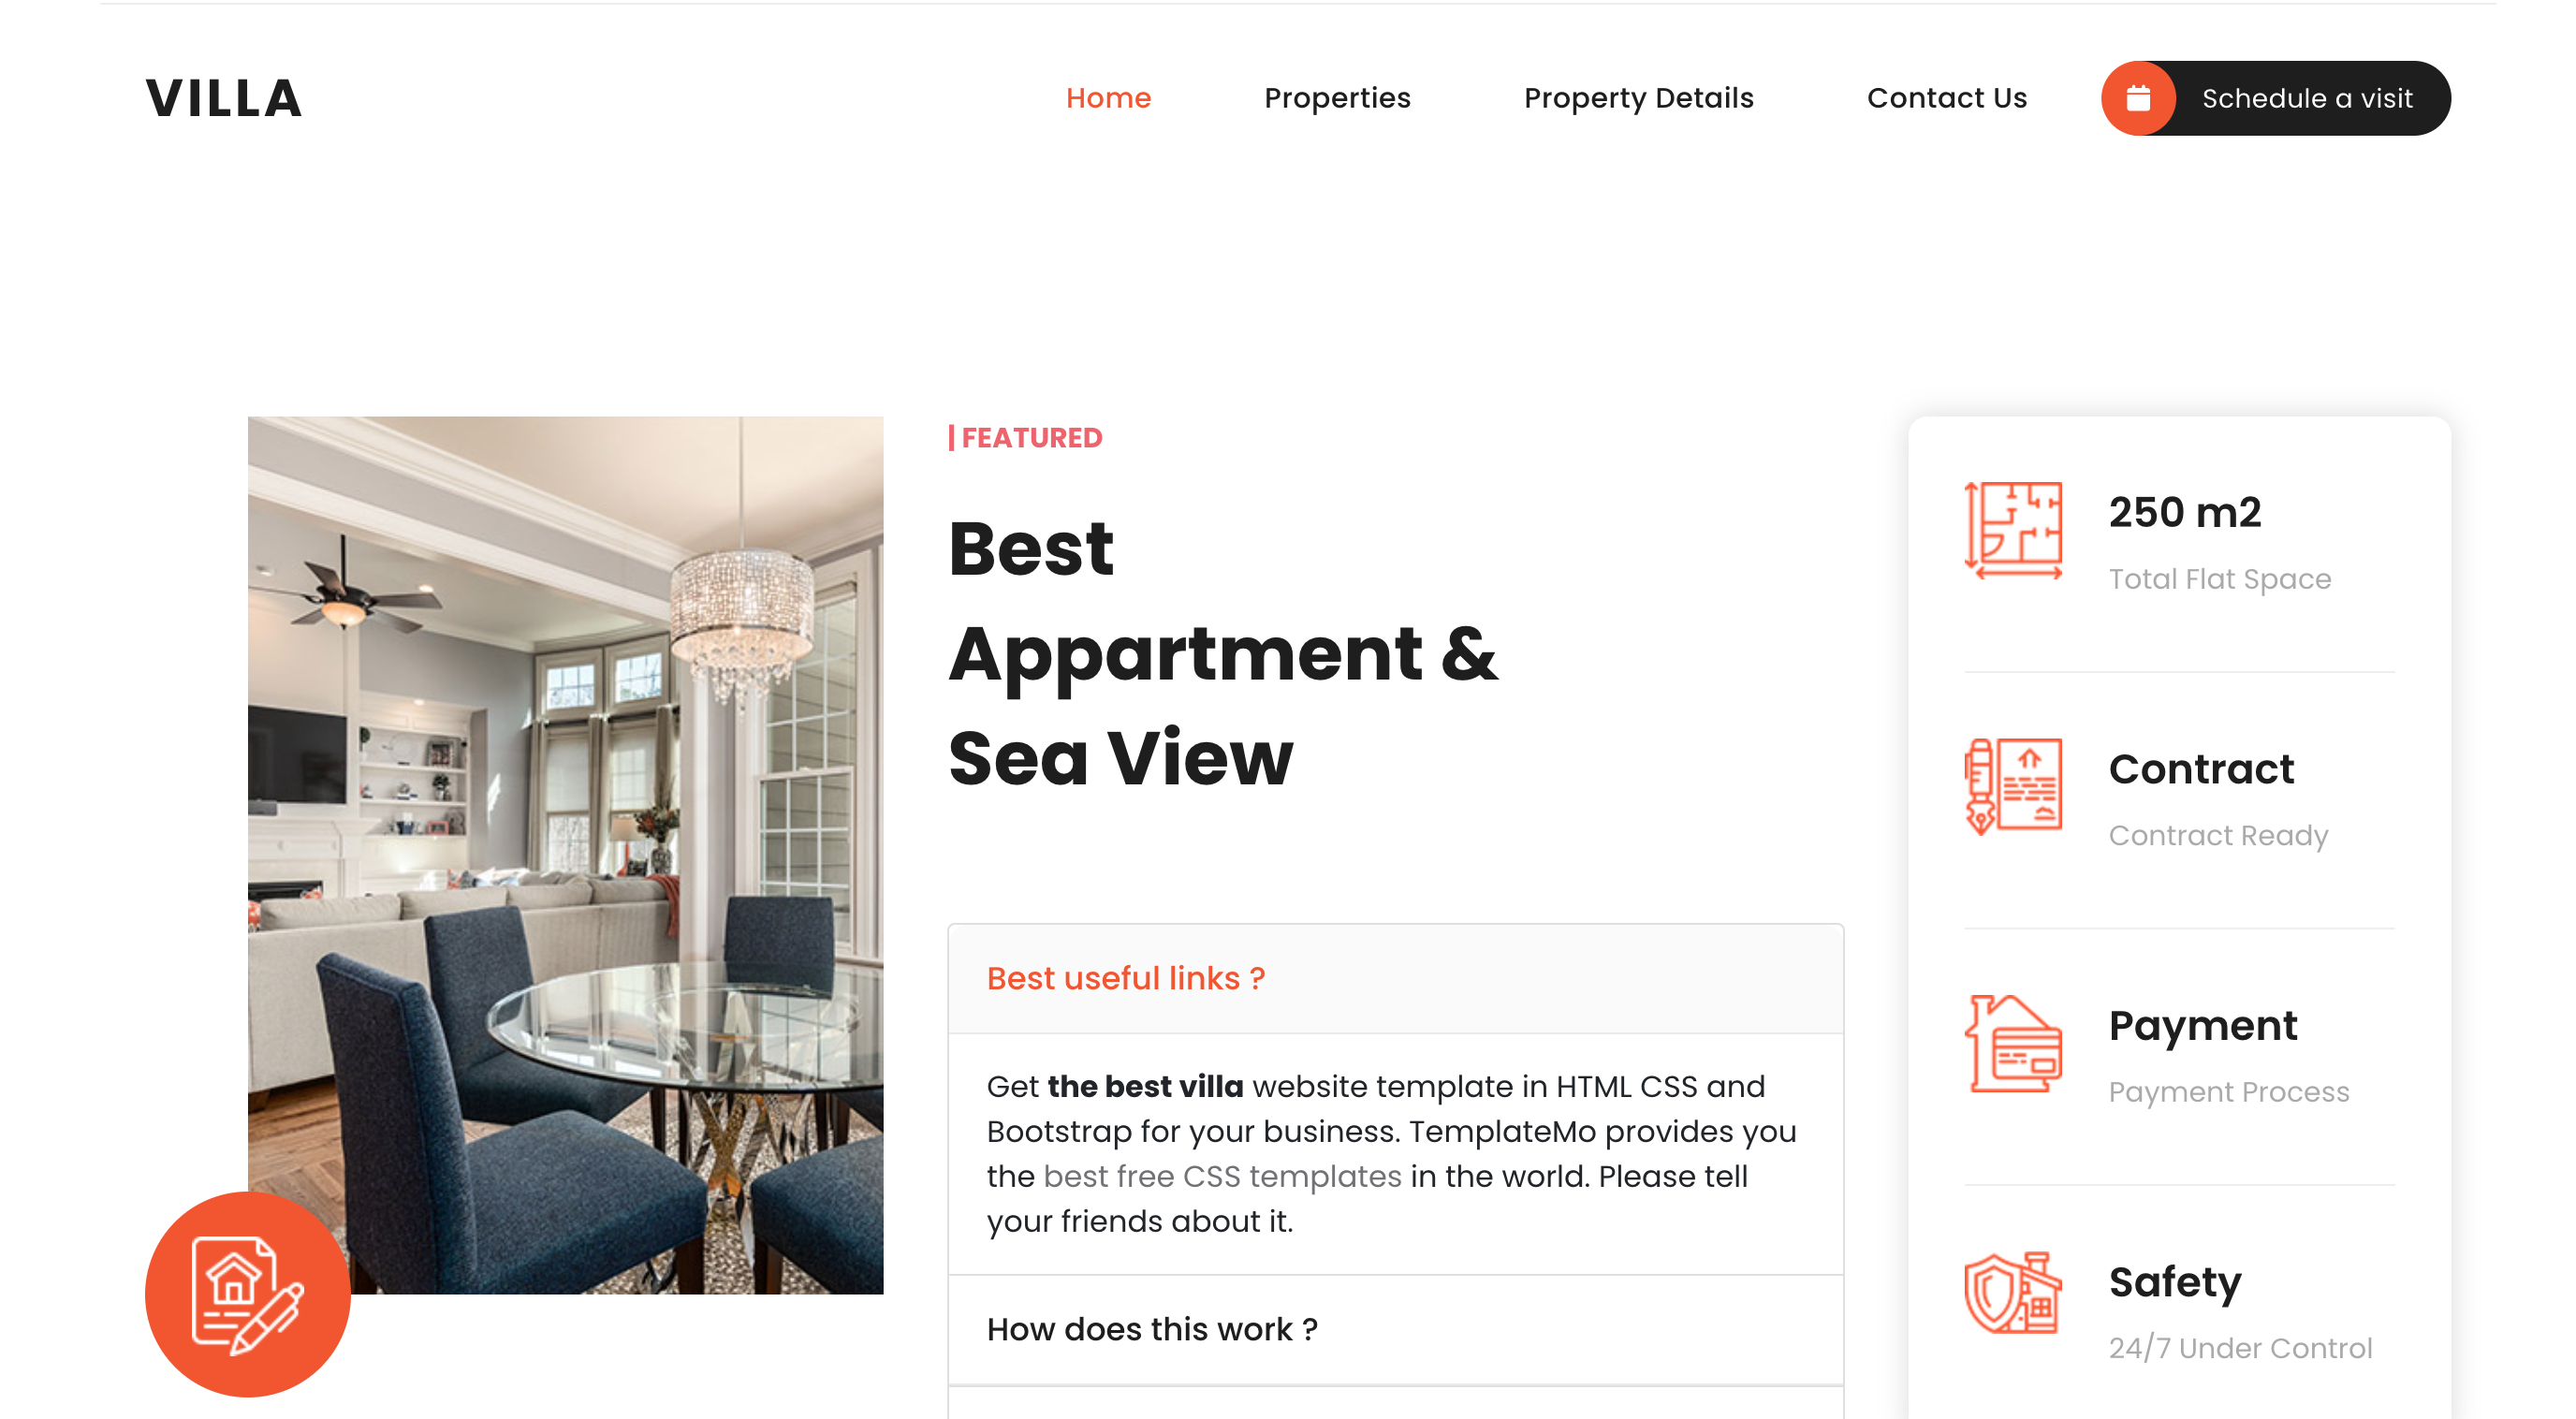 VILLA
Home
Properties
Property Details
Contact Us
Schedule a visit
| FEATURED
Best
Appartment &
Sea View
Best useful links ?
Get the best villa website template in HTML CSS and
Bootstrap for your business. TemplateMo provides you
the best free CSS templates in the world. Please tell
your friends about it.
How does this work ?
250 m2
Total Flat Space
Contract
Contract Ready
Payment
Payment Process
Safety
24/7 Under Control